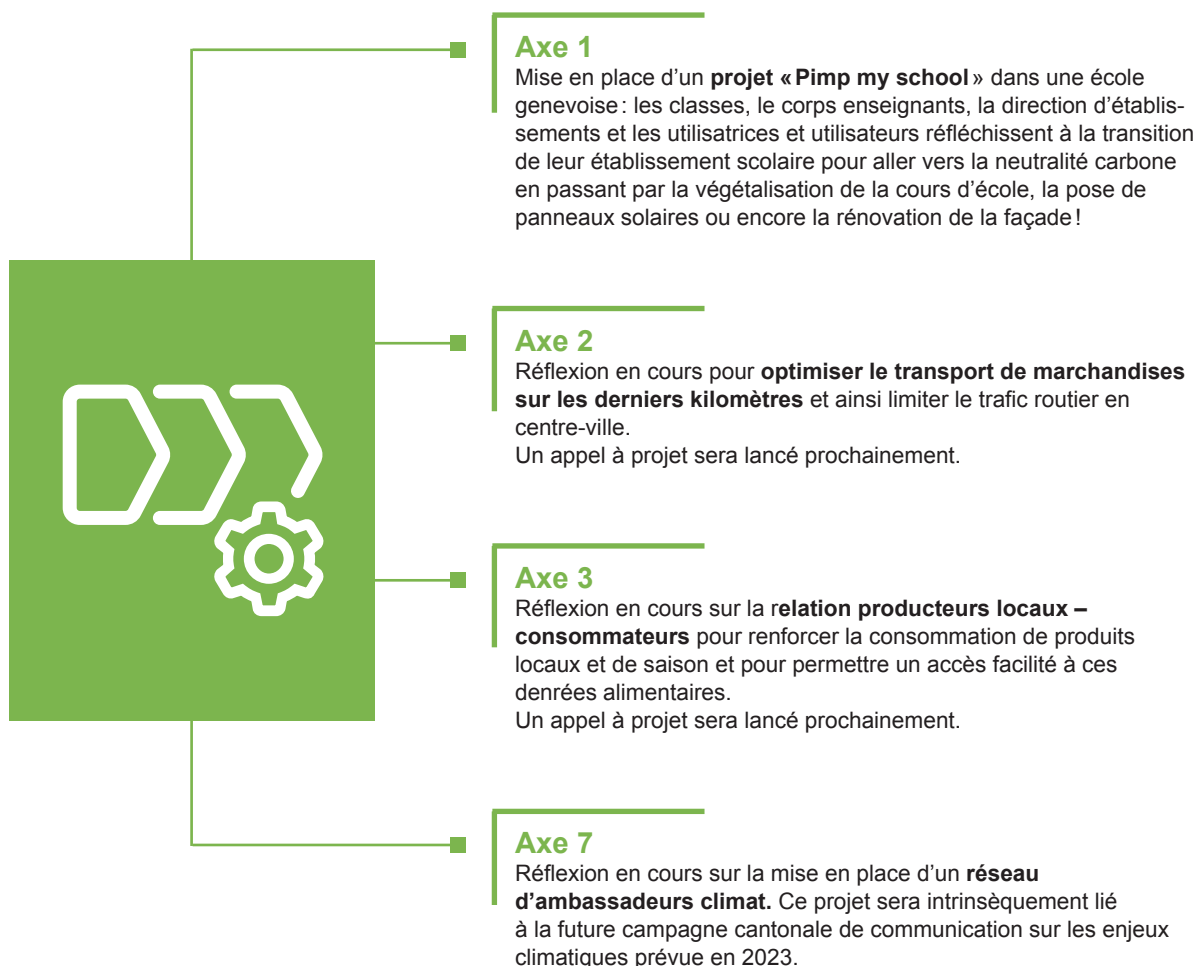 Axe 1
Mise en place d’un projet « Pimp my school » dans une école
genevoise : les classes, le corps enseignants, la direction d’établis-
sements et les utilisatrices et utilisateurs réfléchissent à la transition
de leur établissement scolaire pour aller vers la neutralité carbone
en passant par la végétalisation de la cours d’école, la pose de
panneaux solaires ou encore la rénovation de la façade !
Axe 2
Réflexion en cours pour optimiser le transport de marchandises
sur les derniers kilomètres et ainsi limiter le trafic routier en
centre-ville.
Un appel à projet sera lancé prochainement.
Axe 3
Réflexion en cours sur la relation producteurs locaux –
consommateurs pour renforcer la consommation de produits
locaux et de saison et pour permettre un accès facilité à ces
denrées alimentaires.
Un appel à projet sera lancé prochainement.
Axe 7
Réflexion en cours sur la mise en place d’un réseau
d’ambassadeurs climat. Ce projet sera intrinsèquement lié
à la future campagne cantonale de communication sur les enjeux
climatiques prévue en 2023.